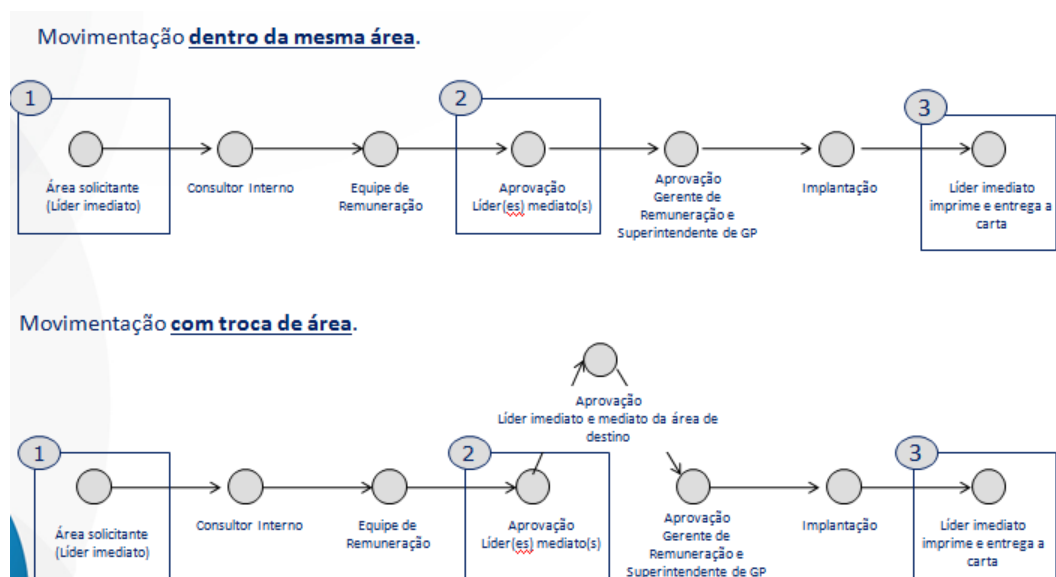 Movimentação dentro da mesma área.
1
2
3
Área solicitante
(Líder imediato)
Consultor Interno
Equipe de
Remuneração
Aprovação
Líder(es) mediato(s)
Aprovação
Gerente de
Remuneração e
Superintendente de GP
Implantação
Líder imediato
imprime e entrega a
carta
Movimentação com troca de área.
Aprovação
Líder imediato e mediato da área de
destino
1
2
3
Área solicitante
(Líder imediato)
Consultor Interno
Equipe de
Remuneração
Aprovação
Líder(es) mediato(s)
Aprovação
Gerente de
Remuneração e
Superintendente de GP
Implantação
Líder imediato
imprime e entrega a
carta